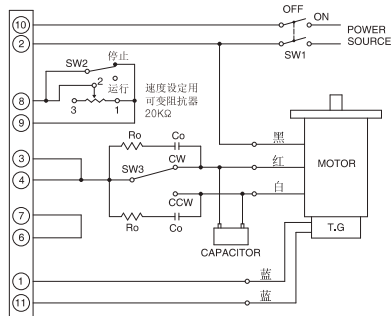 OFF
ON
POWER
SOURCE
SW1
10
2
SW2
停止
运行
2
3
1
速度设定用
可变阻抗器
20KΩ
8
9
黑
红
白
MOTOR
T.G
Ro
Co
CW
SW3
CCW
Ro
Co
CAPACITOR
3
4
7
6
1
蓝
11
蓝